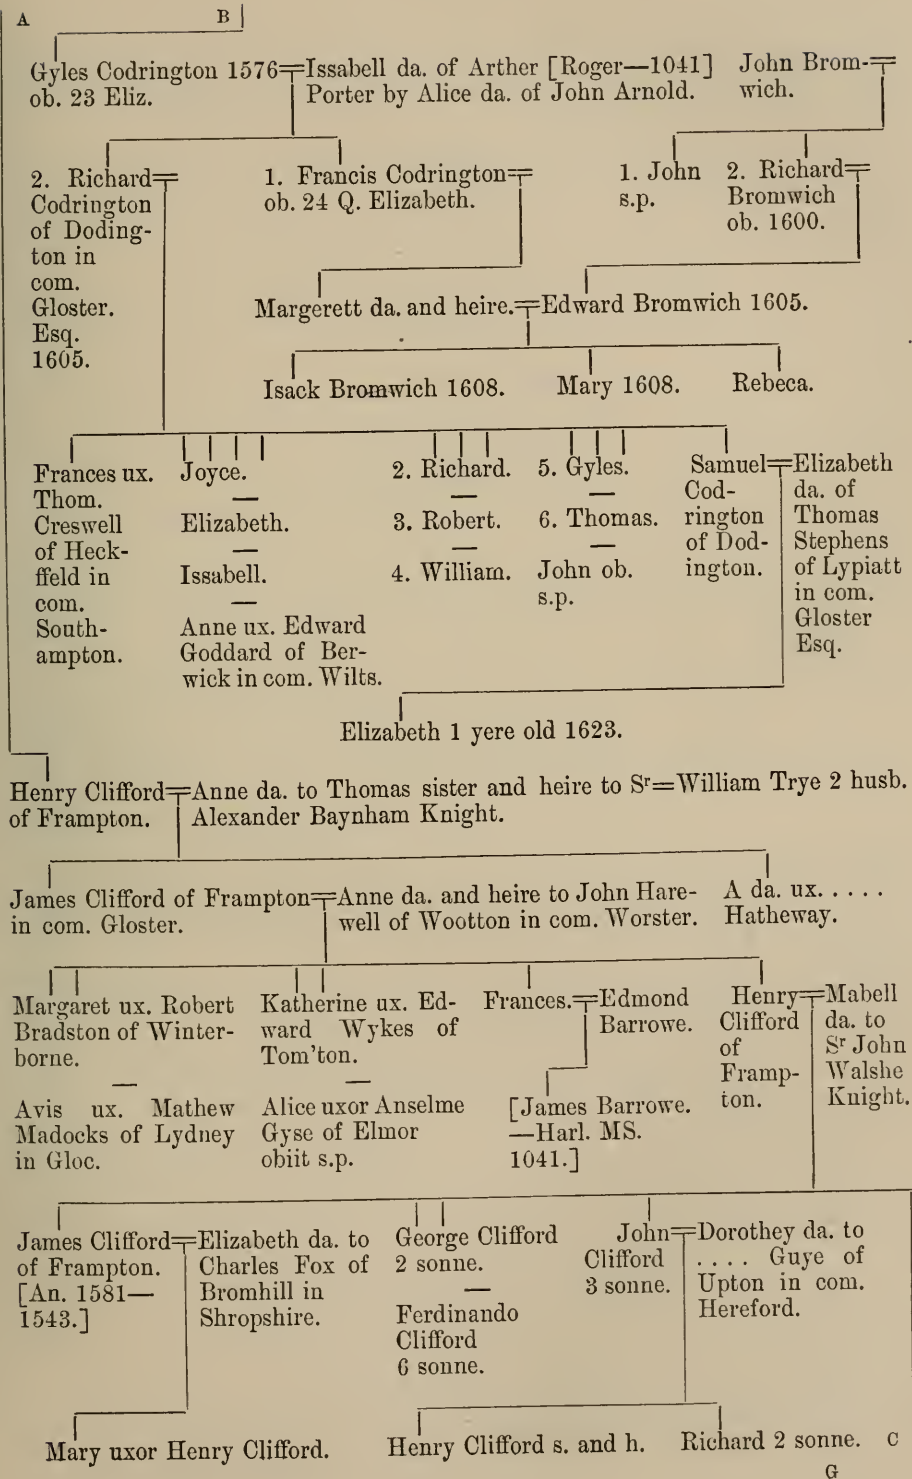 A B
Gyles Codrington 1576=Issabell da. of Arther [Roger—1041]
ob. 23 Eliz. Porter by Alice da. of John Arnold.
John Brom-=
wich.
2. Richard=
Codrington
of Doding-
ton in
com.
Gloster.
Esq.
1605.
1. Francis Codrington=
ob. 24 Q. Elizabeth.
1. John
s.p.
2. Richard=
Bromwich
ob. 1600.
Margerett da. and heire.=Edward Bromwich 1605.
Isack Bromwich 1608. Mary 1608. Rebeca.
Frances ux.
Thom.
Creswell
of Heck-
ffeld in
com.
South-
ampton.
Joyce.
—
Elizabeth.
—
Issabell.
—
Anne ux. Edward
Goddard of Ber-
wick in com. Wilts.
2. Richard.
—
3. Robert.
—
4. William.
5. Gyles.
—
6. Thomas.
—
John ob.
s.p.
Samuel=
Cod-
rington
of Dod-
ington.
Elizabeth
da. of
Thomas
Stephens
of Lypiatt
in com.
Gloster
Esq.
Elizabeth 1 yere old 1623.
Henry Clifford=Anne da. to Thomas sister and heire to Sr=William Trye 2 husb.
of Frampton. Alexander Baynham Knight.
James Clifford of Frampton=Anne da. and heire to John Hare-
in com. Gloster. well of Wootton in com. Worster.
A da. ux. . . . .
Hatheway.
Margaret ux. Robert
Bradston of Winter-
borne.
—
Avis ux. Mathew
Madocks of Lydney
in Gloc.
Katherine ux. Ed-
ward Wykes of
Tom'ton.
—
Alice uxor Anselme
Gyse of Elmor
obiit s.p.
Frances.=Edmond
Barrowe.
[James Barrowe.
—Harl. MS.
1041.]
Henry=
Clifford
of
Framp-
ton.
Mabell
da. to
Sr John
Walshe
Knight.
James Clifford=
of Frampton.
[An. 1581—
1543.]
Elizabeth da. to
Charles Fox of
Bromhill in
Shropshire.
George Clifford
2 sonne.
—
Ferdinando
Clifford
6 sonne.
John=
Clifford
3 sonne.
Dorothey da. to
. . . . Guye of
Upton in com.
Hereford.
Mary uxor Henry Clifford. Henry Clifford s. and h. Richard 2 sonne. C
G